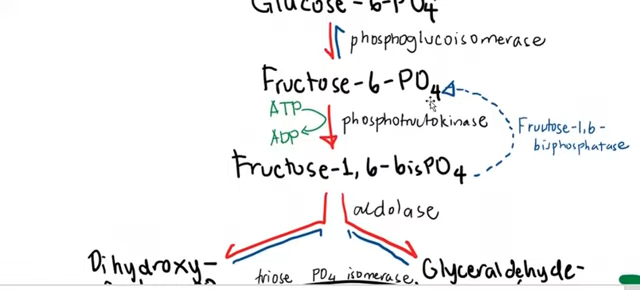 Glucose-6-PO4
phosphoglucoisomerase
Fructose-6-PO4
ATP
ADP
phosphofructokinase
Fructose-1,6-
bisphosphatase
Fructose-1,6-bisPO4
aldolase
Dihydroxy-
triose PO4 isomerase
Glyceraldehyde-